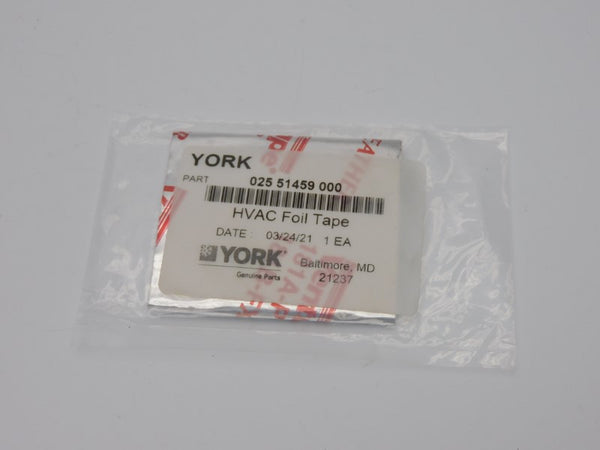 YORK
PART 025 51459 000
HVAC Foil Tape
DATE: 03/24/21 1 EA
YORK® Baltimore, MD
Genuine Parts 21237